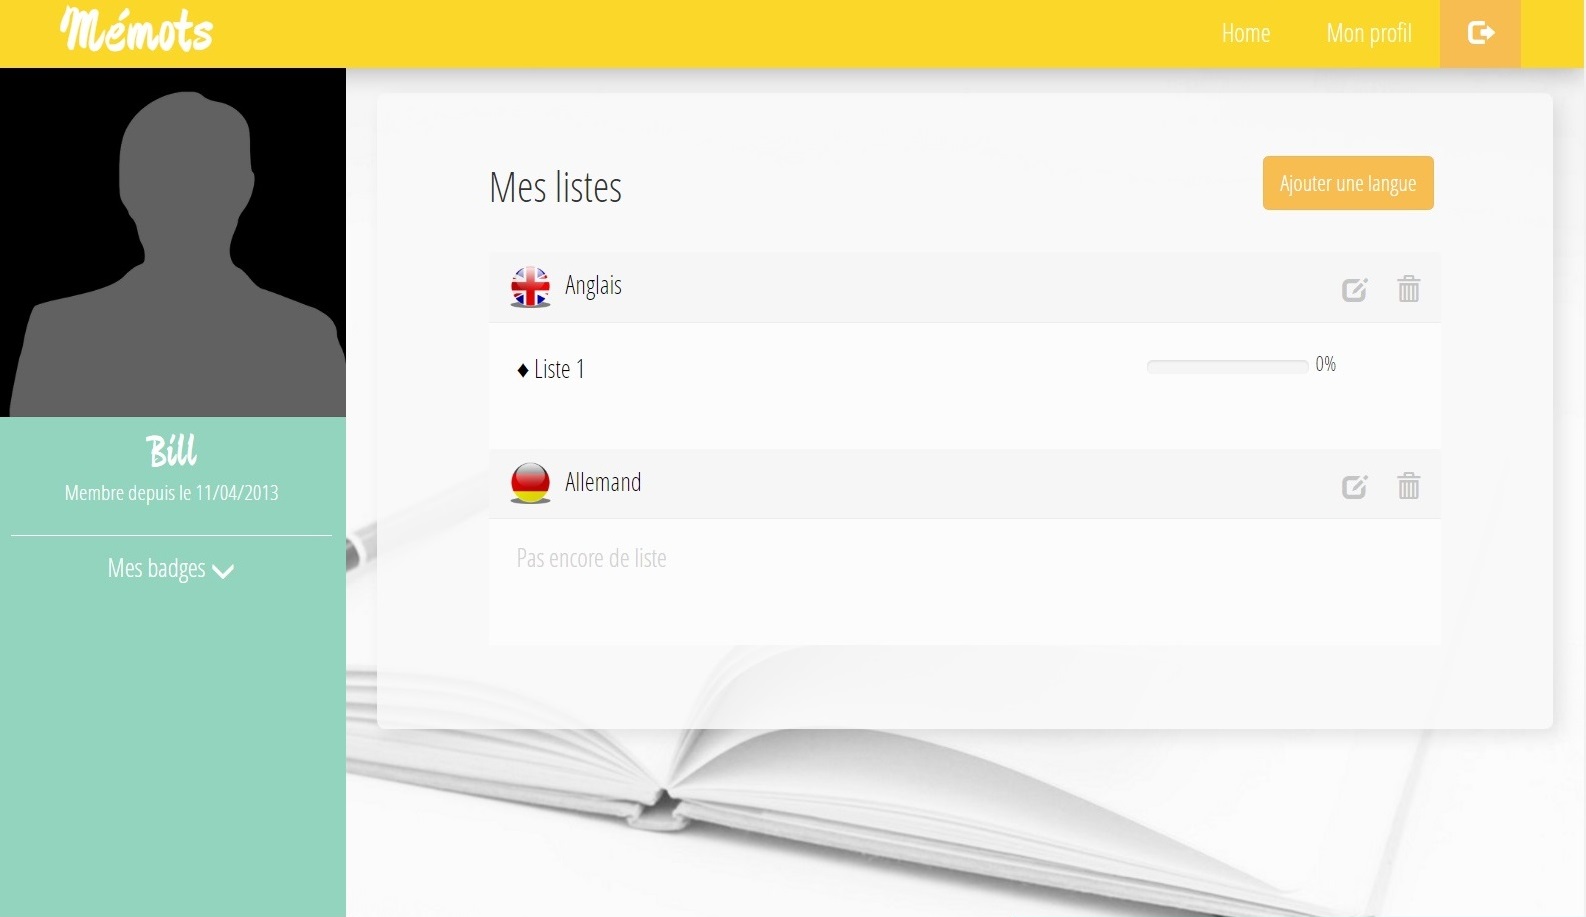 Mémots
Home
Mon profil
Bill
Membre depuis le 11/04/2013
Mes badges
Mes listes
Ajouter une langue
Anglais
♦ Liste 1
0%
Allemand
Pas encore de liste